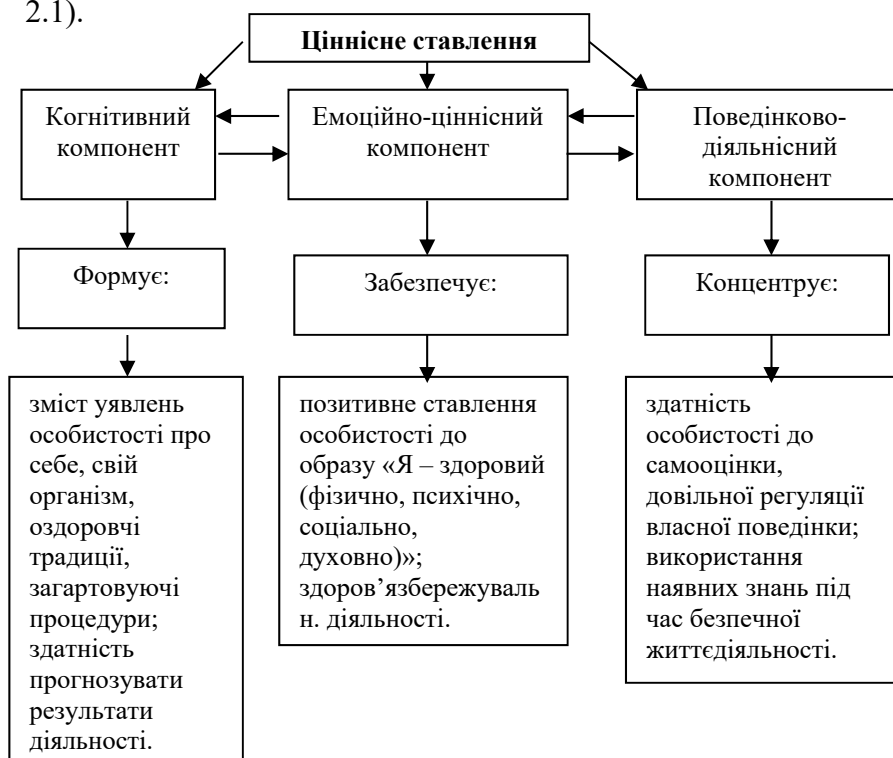 2.1).
Ціннісне ставлення
Когнітивний
компонент
Емоційно-ціннісний
компонент
Поведінково-
діяльнісний
компонент
Формує:
Забезпечує:
Концентрує:
зміст уявлень
особистості про
себе, свій
організм,
оздоровчі
традиції,
загартовуючі
процедури;
здатність
прогнозувати
результати
діяльності.
позитивне ставлення
особистості до
образу «Я – здоровий
(фізично, психічно,
соціально,
духовно)»;
здоров’язбережуваль
н. діяльності.
здатність
особистості до
самооцінки,
довільної регуляції
власної поведінки;
використання
наявних знань під
час безпечної
життєдіяльності.